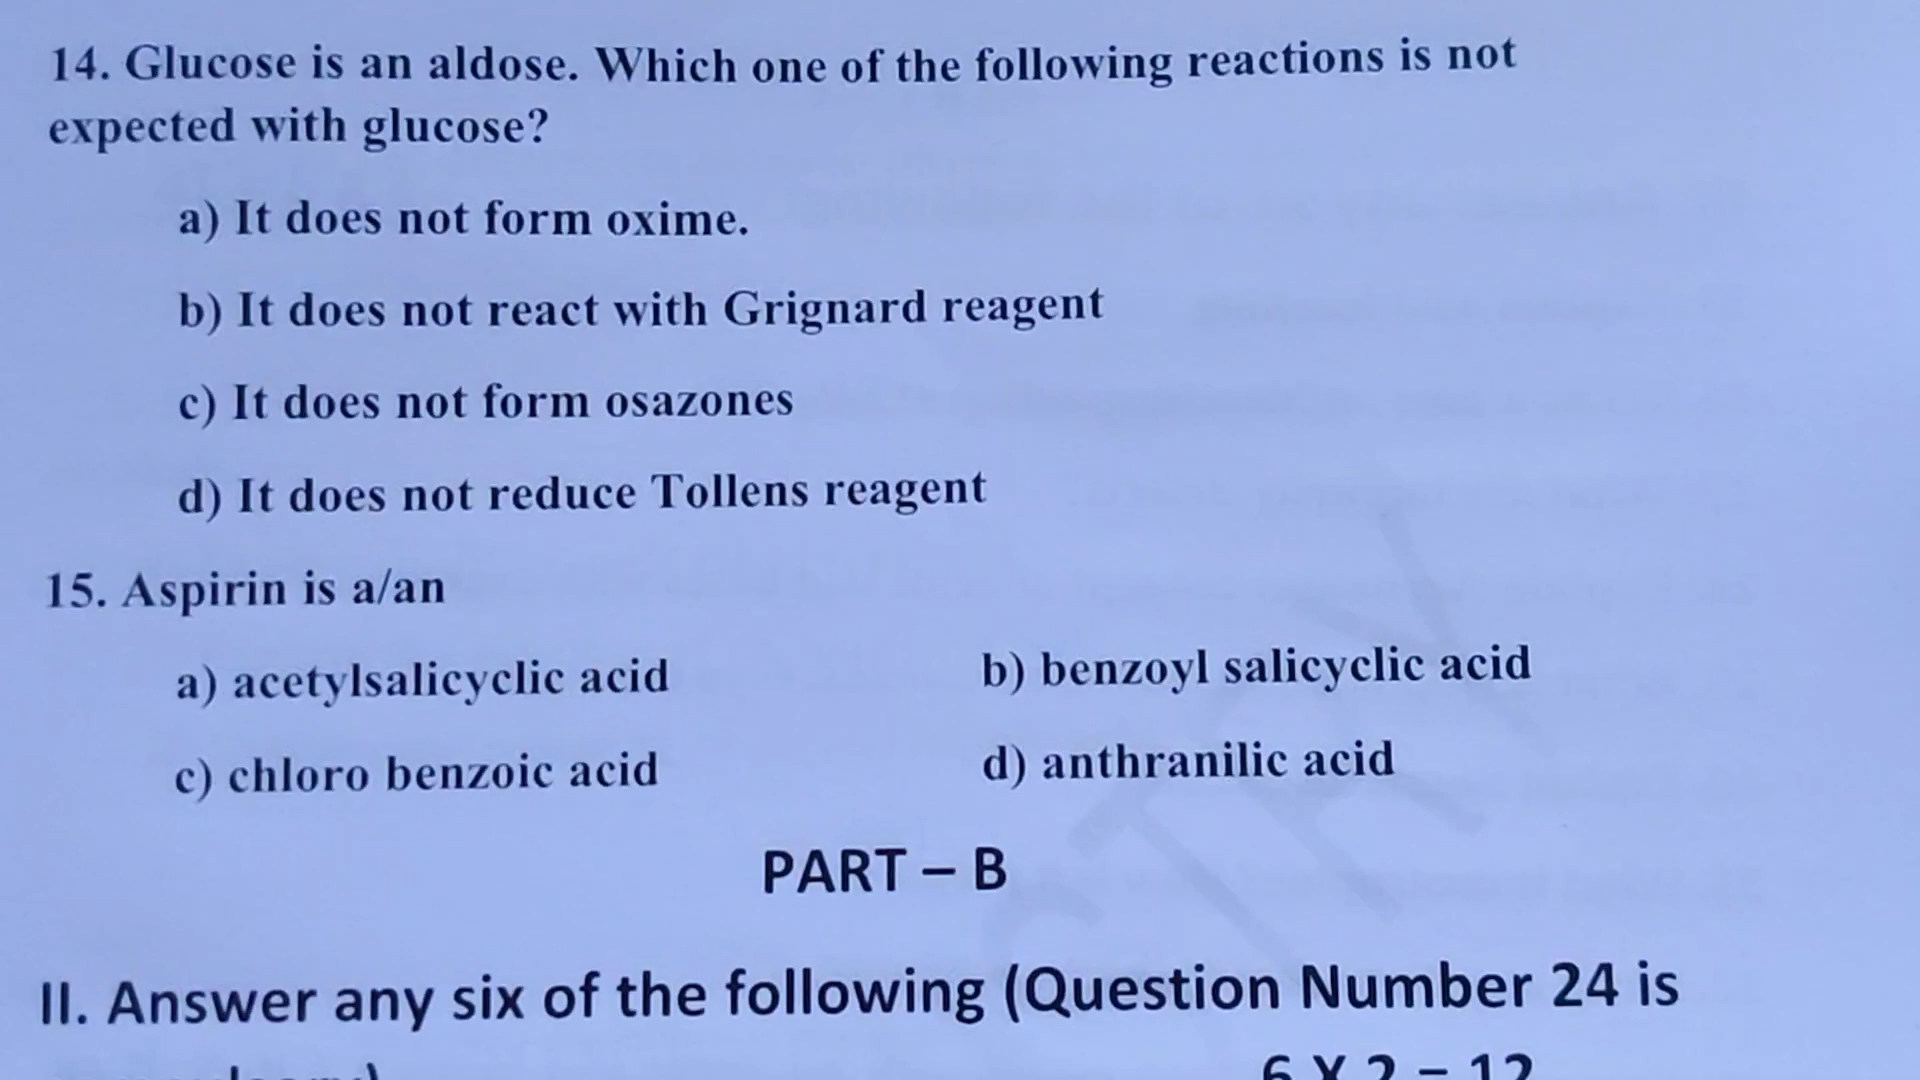 14. Glucose is an aldose. Which one of the following reactions is not
expected with glucose?
a) It does not form oxime.
b) It does not react with Grignard reagent
c) It does not form osazones
d) It does not reduce Tollens reagent
15. Aspirin is a/an
a) acetylsalicyclic acid
b) benzoyl salicyclic acid
c) chloro benzoic acid
d) anthranilic acid
PART – B
II. Answer any six of the following (Question Number 24 is
6 X 2 = 12